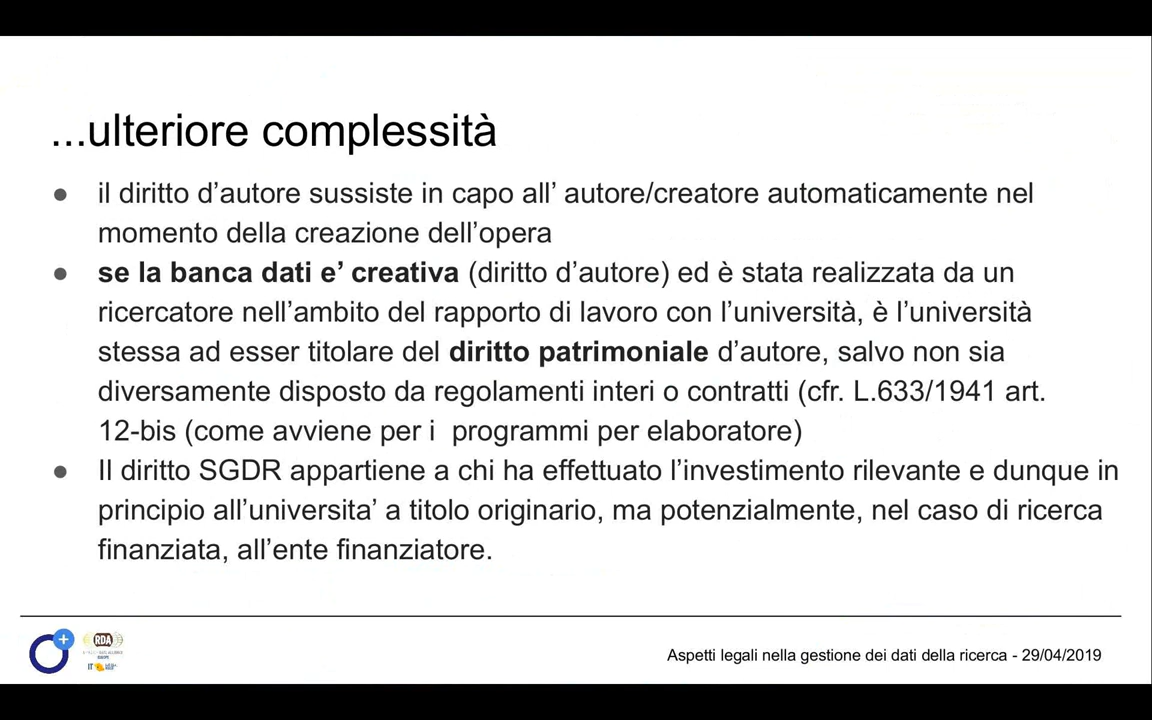 ...ulteriore complessità
● il diritto d’autore sussiste in capo all’ autore/creatore automaticamente nel
momento della creazione dell’opera
● se la banca dati e’ creativa (diritto d’autore) ed è stata realizzata da un
ricercatore nell’ambito del rapporto di lavoro con l’università, è l’università
stessa ad esser titolare del diritto patrimoniale d’autore, salvo non sia
diversamente disposto da regolamenti interi o contratti (cfr. L.633/1941 art.
12-bis (come avviene per i  programmi per elaboratore)
● Il diritto SGDR appartiene a chi ha effettuato l’investimento rilevante e dunque in
principio all’universita’ a titolo originario, ma potenzialmente, nel caso di ricerca
finanziata, all’ente finanziatore.
RDA
IT
Aspetti legali nella gestione dei dati della ricerca - 29/04/2019